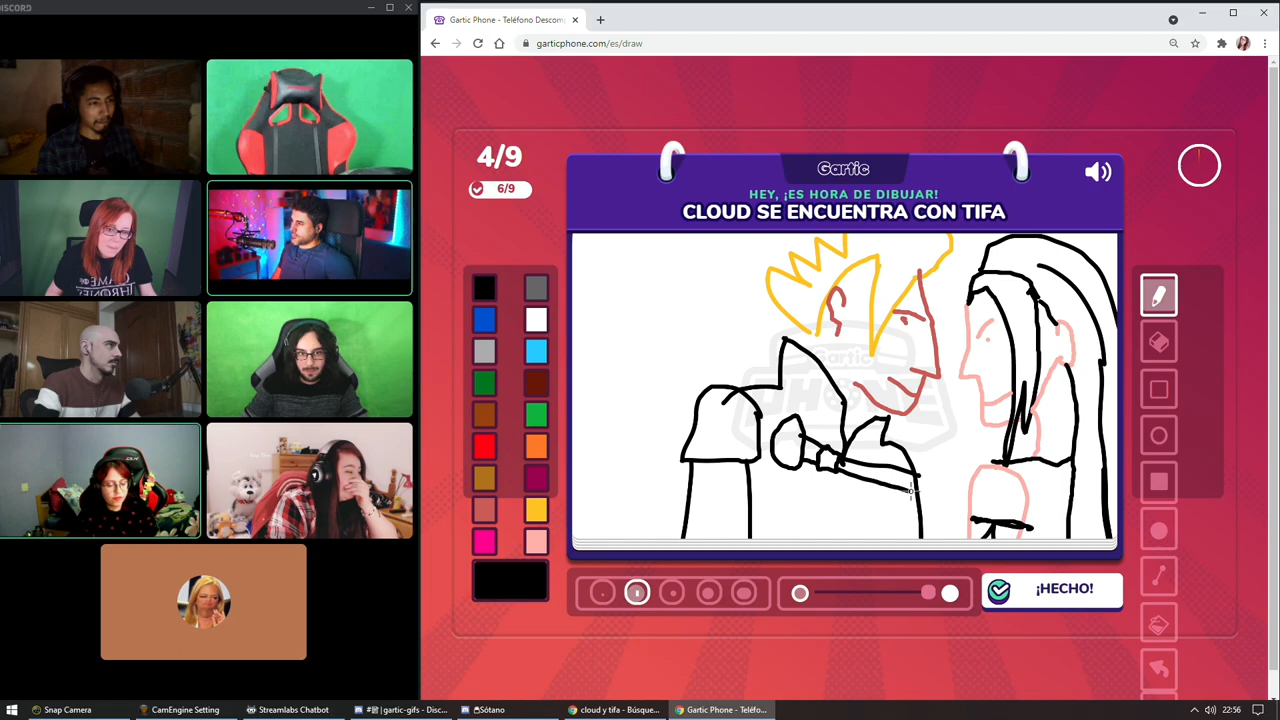 DISCORD
Gartic Phone - Teléfono Descom
garticphone.com/es/draw
4/9
6/9
Gartic
HEY, ¡ES HORA DE DIBUJAR!
CLOUD SE ENCUENTRA CON TIFA
Gartic
PHONE
GAME OF
THRONES
¡HECHO!
Snap Camera
CamEngine Setting
Streamlabs Chatbot
| gartic-gifs - Disc...
Sótano
cloud y tifa - Búsque...
Gartic Phone - Teléfo...
22:56